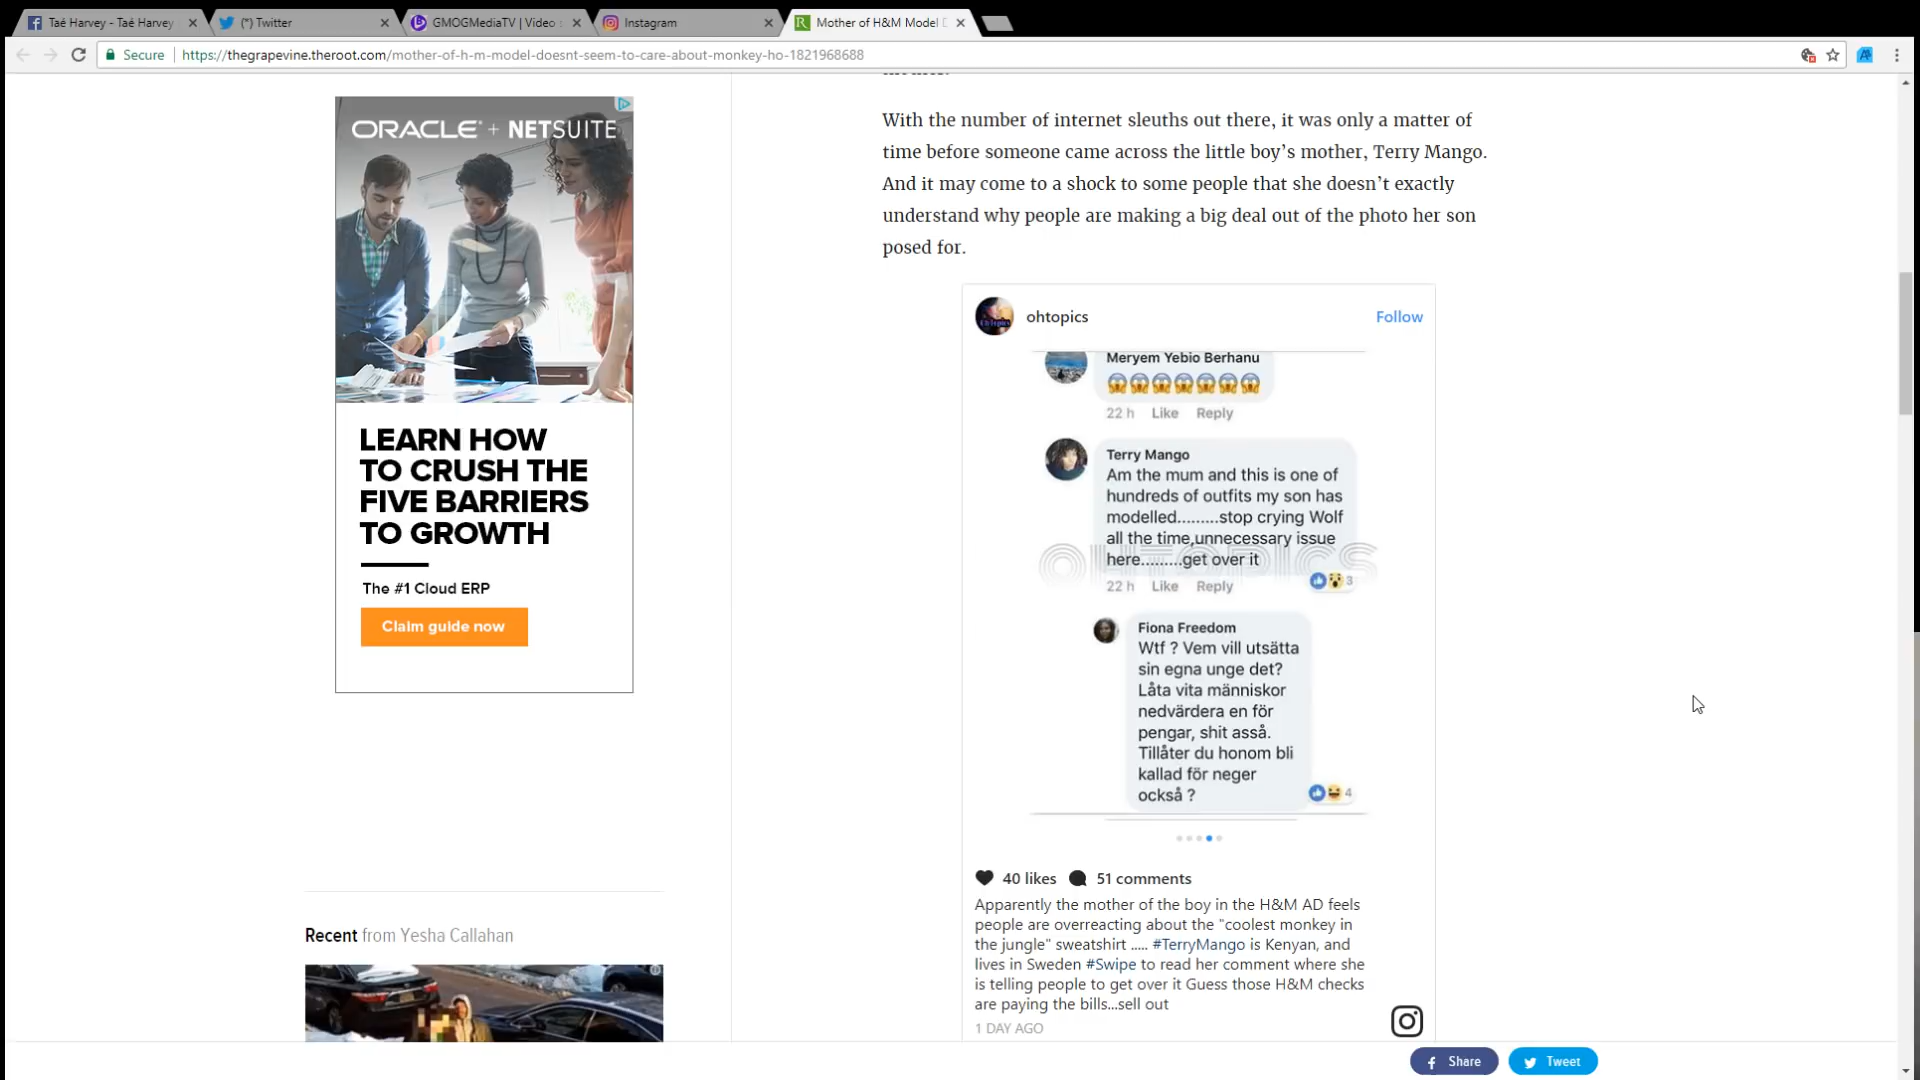 Taé Harvey - Taé Harvey
(*) Twitter
GMOGMediaTV | Video
Instagram
Mother of H&M Model
Secure
https://thegrapevine.theroot.com/mother-of-h-m-model-doesnt-seem-to-care-about-monkey-ho-1821968688
With the number of internet sleuths out there, it was only a matter of
time before someone came across the little boy’s mother, Terry Mango.
And it may come to a shock to some people that she doesn’t exactly
understand why people are making a big deal out of the photo her son
posed for.
ORACLE + NETSUITE
LEARN HOW
TO CRUSH THE
FIVE BARRIERS
TO GROWTH
The #1 Cloud ERP
Claim guide now
Recent from Yesha Callahan
ohtopics
Follow
Meryem Yebio Berhanu
😱😱😱😱😱😱😱
22 h Like Reply
Terry Mango
Am the mum and this is one of
hundreds of outfits my son has
modelled.........stop crying Wolf
all the time,unnecessary issue
here.........get over it
OHTOPICS
22 h Like Reply
3
Fiona Freedom
Wtf ? Vem vill utsätta
sin egna unge det?
Låta vita människor
nedvärdera en för
pengar, shit asså.
Tillåter du honom bli
kallad för neger
också ?
4
40 likes 51 comments
Apparently the mother of the boy in the H&M AD feels
people are overreacting about the "coolest monkey in
the jungle" sweatshirt ..... #TerryMango is Kenyan, and
lives in Sweden #Swipe to read her comment where she
is telling people to get over it Guess those H&M checks
are paying the bills...sell out
1 DAY AGO
Share
Tweet